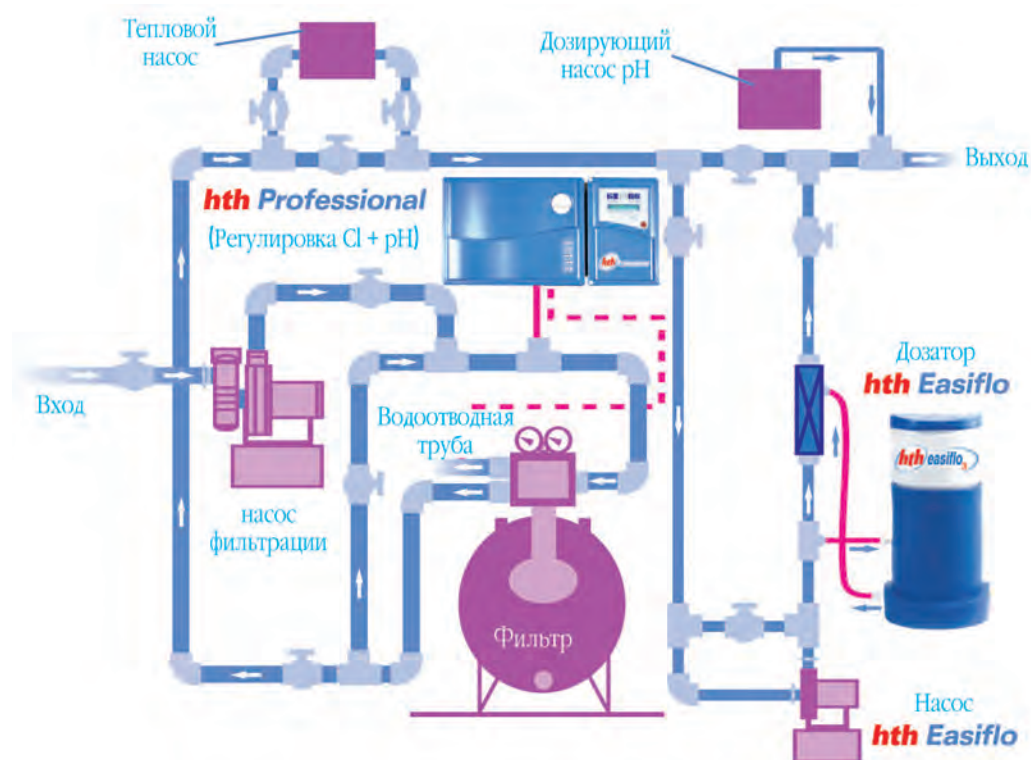 Тепловой
насос
Дозирующий
насос pH
Выход
hth Professional
(Регулировка Cl + pH)
Дозатор
hth Easiflo
Вход
Водоотводная
труба
hth easiflo
насос
фильтрации
Фильтр
Насос
hth Easiflo